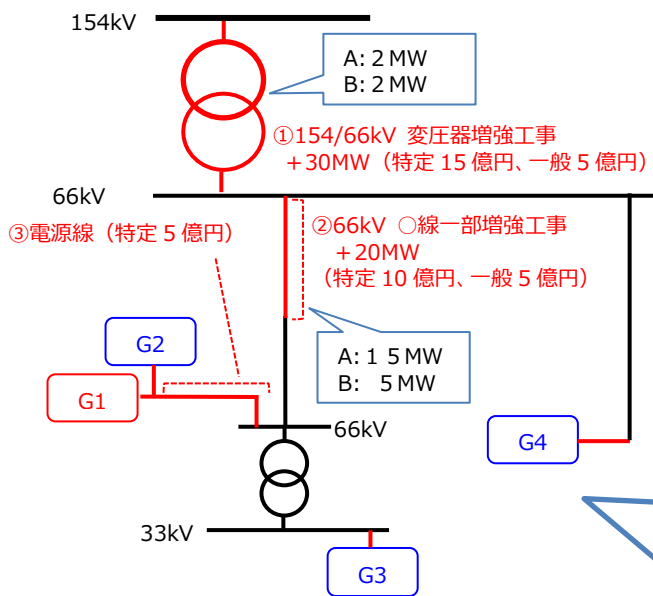 154kV
A: 2 MW
B: 2 MW
①154/66kV 変圧器増強工事
+30MW（特定 15 億円、一般 5 億円）
66kV
③電源線（特定 5 億円）
②66kV ○線一部増強工事
+20MW
（特定 10 億円、一般 5 億円）
A: 1 5 MW
B: 5 MW
G2
G1
66kV
G4
33kV
G3